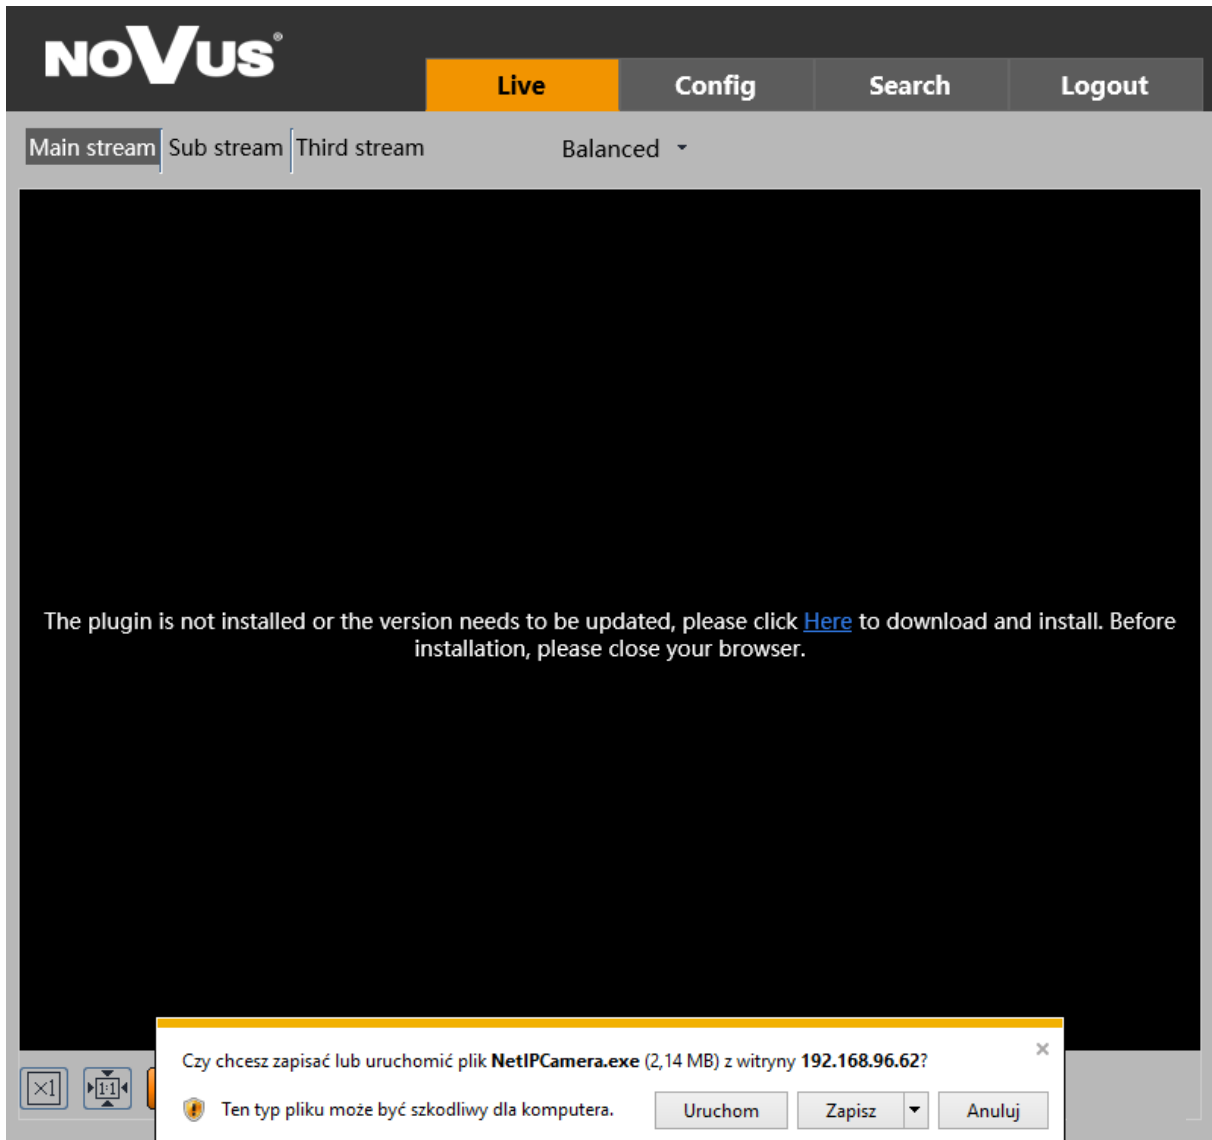 NOVUS®
Live Config Search Logout
Main stream Sub stream Third stream Balanced
The plugin is not installed or the version needs to be updated, please click Here to download and install. Before
installation, please close your browser.
×1 1:1
Czy chcesz zapisać lub uruchomić plik NetIPCamera.exe (2,14 MB) z witryny 192.168.96.62?
Ten typ pliku może być szkodliwy dla komputera. Uruchom Zapisz Anuluj